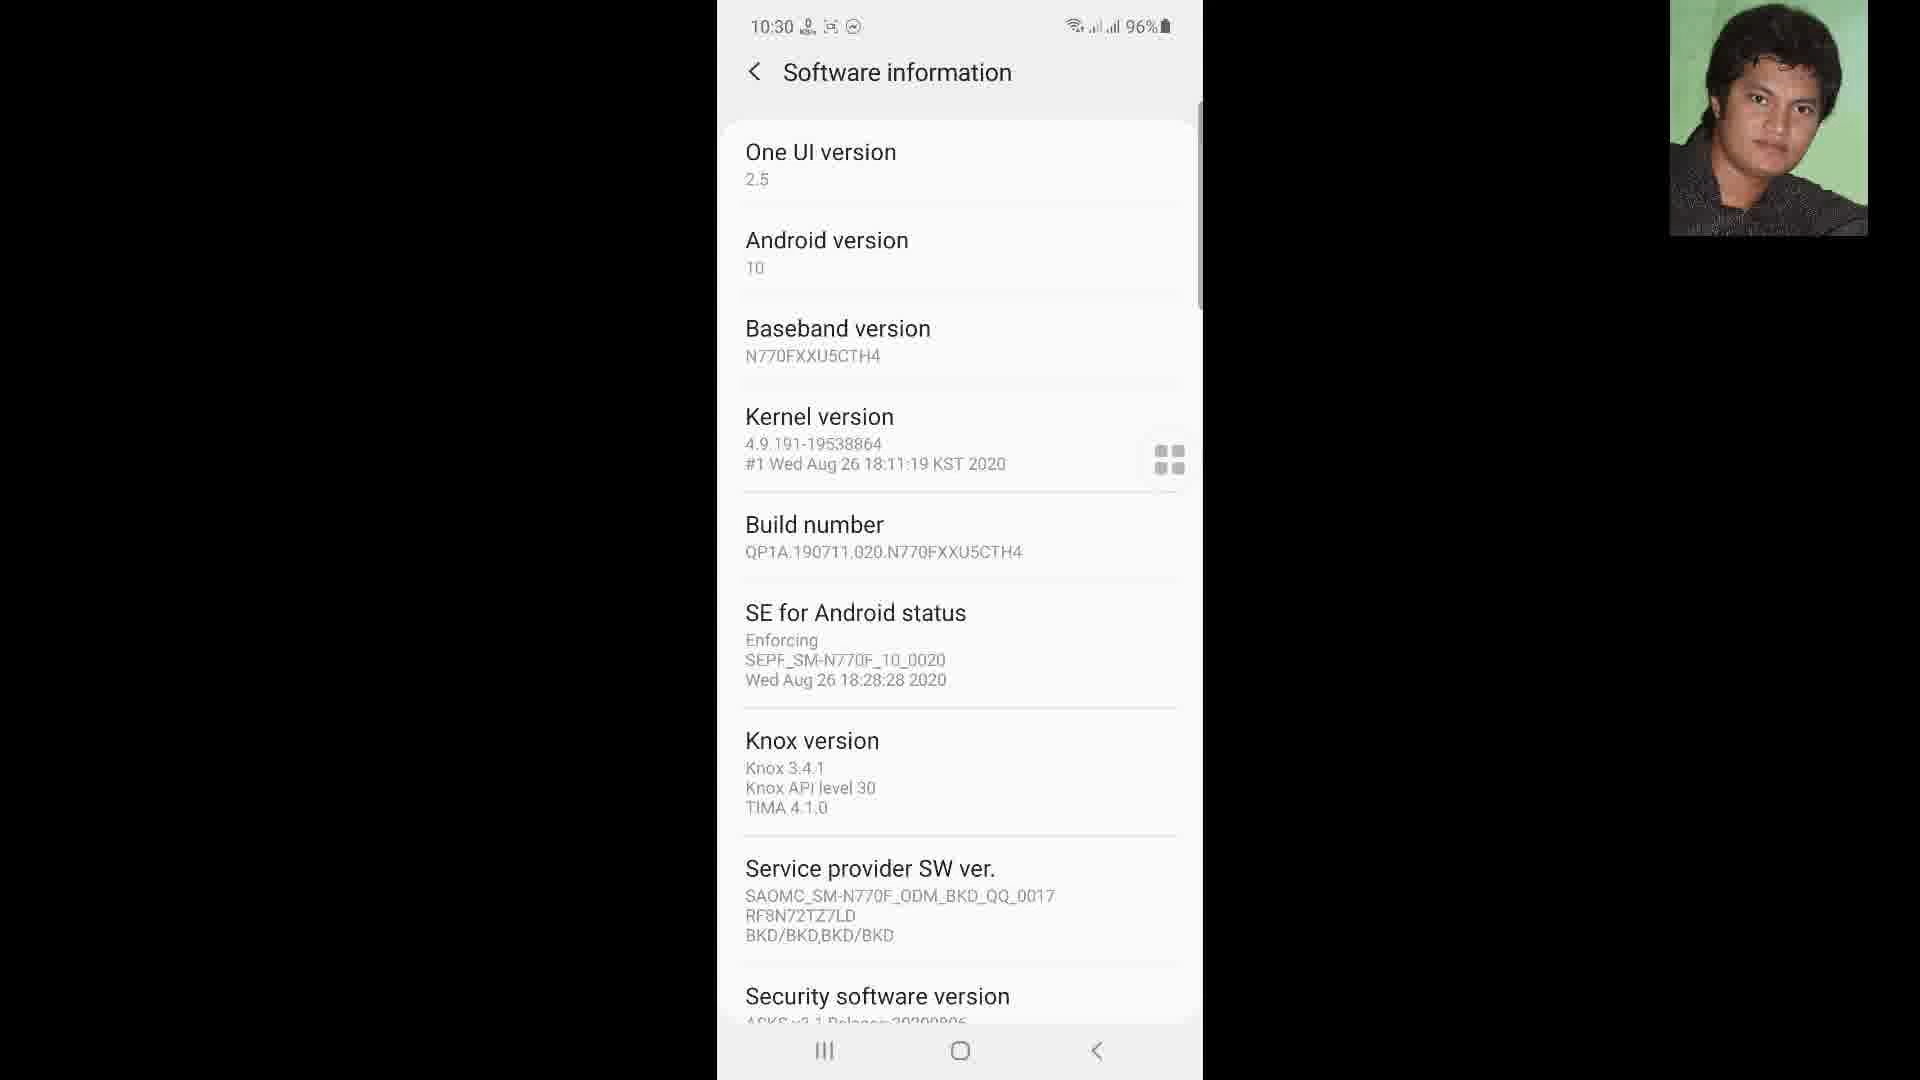 10:30 96%
Software information
One UI version
2.5
Android version
10
Baseband version
N770FXXU5CTH4
Kernel version
4.9.191-19538864
#1 Wed Aug 26 18:11:19 KST 2020
Build number
QP1A.190711.020.N770FXXU5CTH4
SE for Android status
Enforcing
SEPF_SM-N770F_10_0020
Wed Aug 26 18:28:28 2020
Knox version
Knox 3.4.1
Knox API level 30
TIMA 4.1.0
Service provider SW ver.
SAOMC_SM-N770F_ODM_BKD_QQ_0017
RF8N72TZ7LD
BKD/BKD,BKD/BKD
Security software version